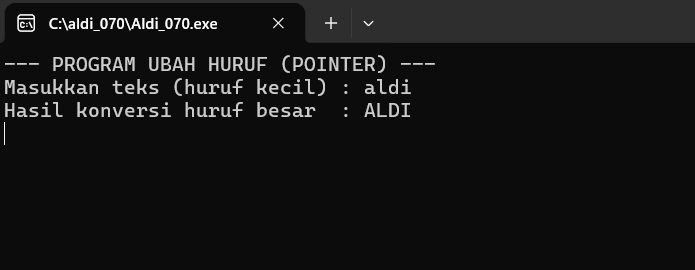 C:\aldi_070\Aldi_070.exe
--- PROGRAM UBAH HURUF (POINTER) ---
Masukkan teks (huruf kecil) : aldi
Hasil konversi huruf besar  : ALDI